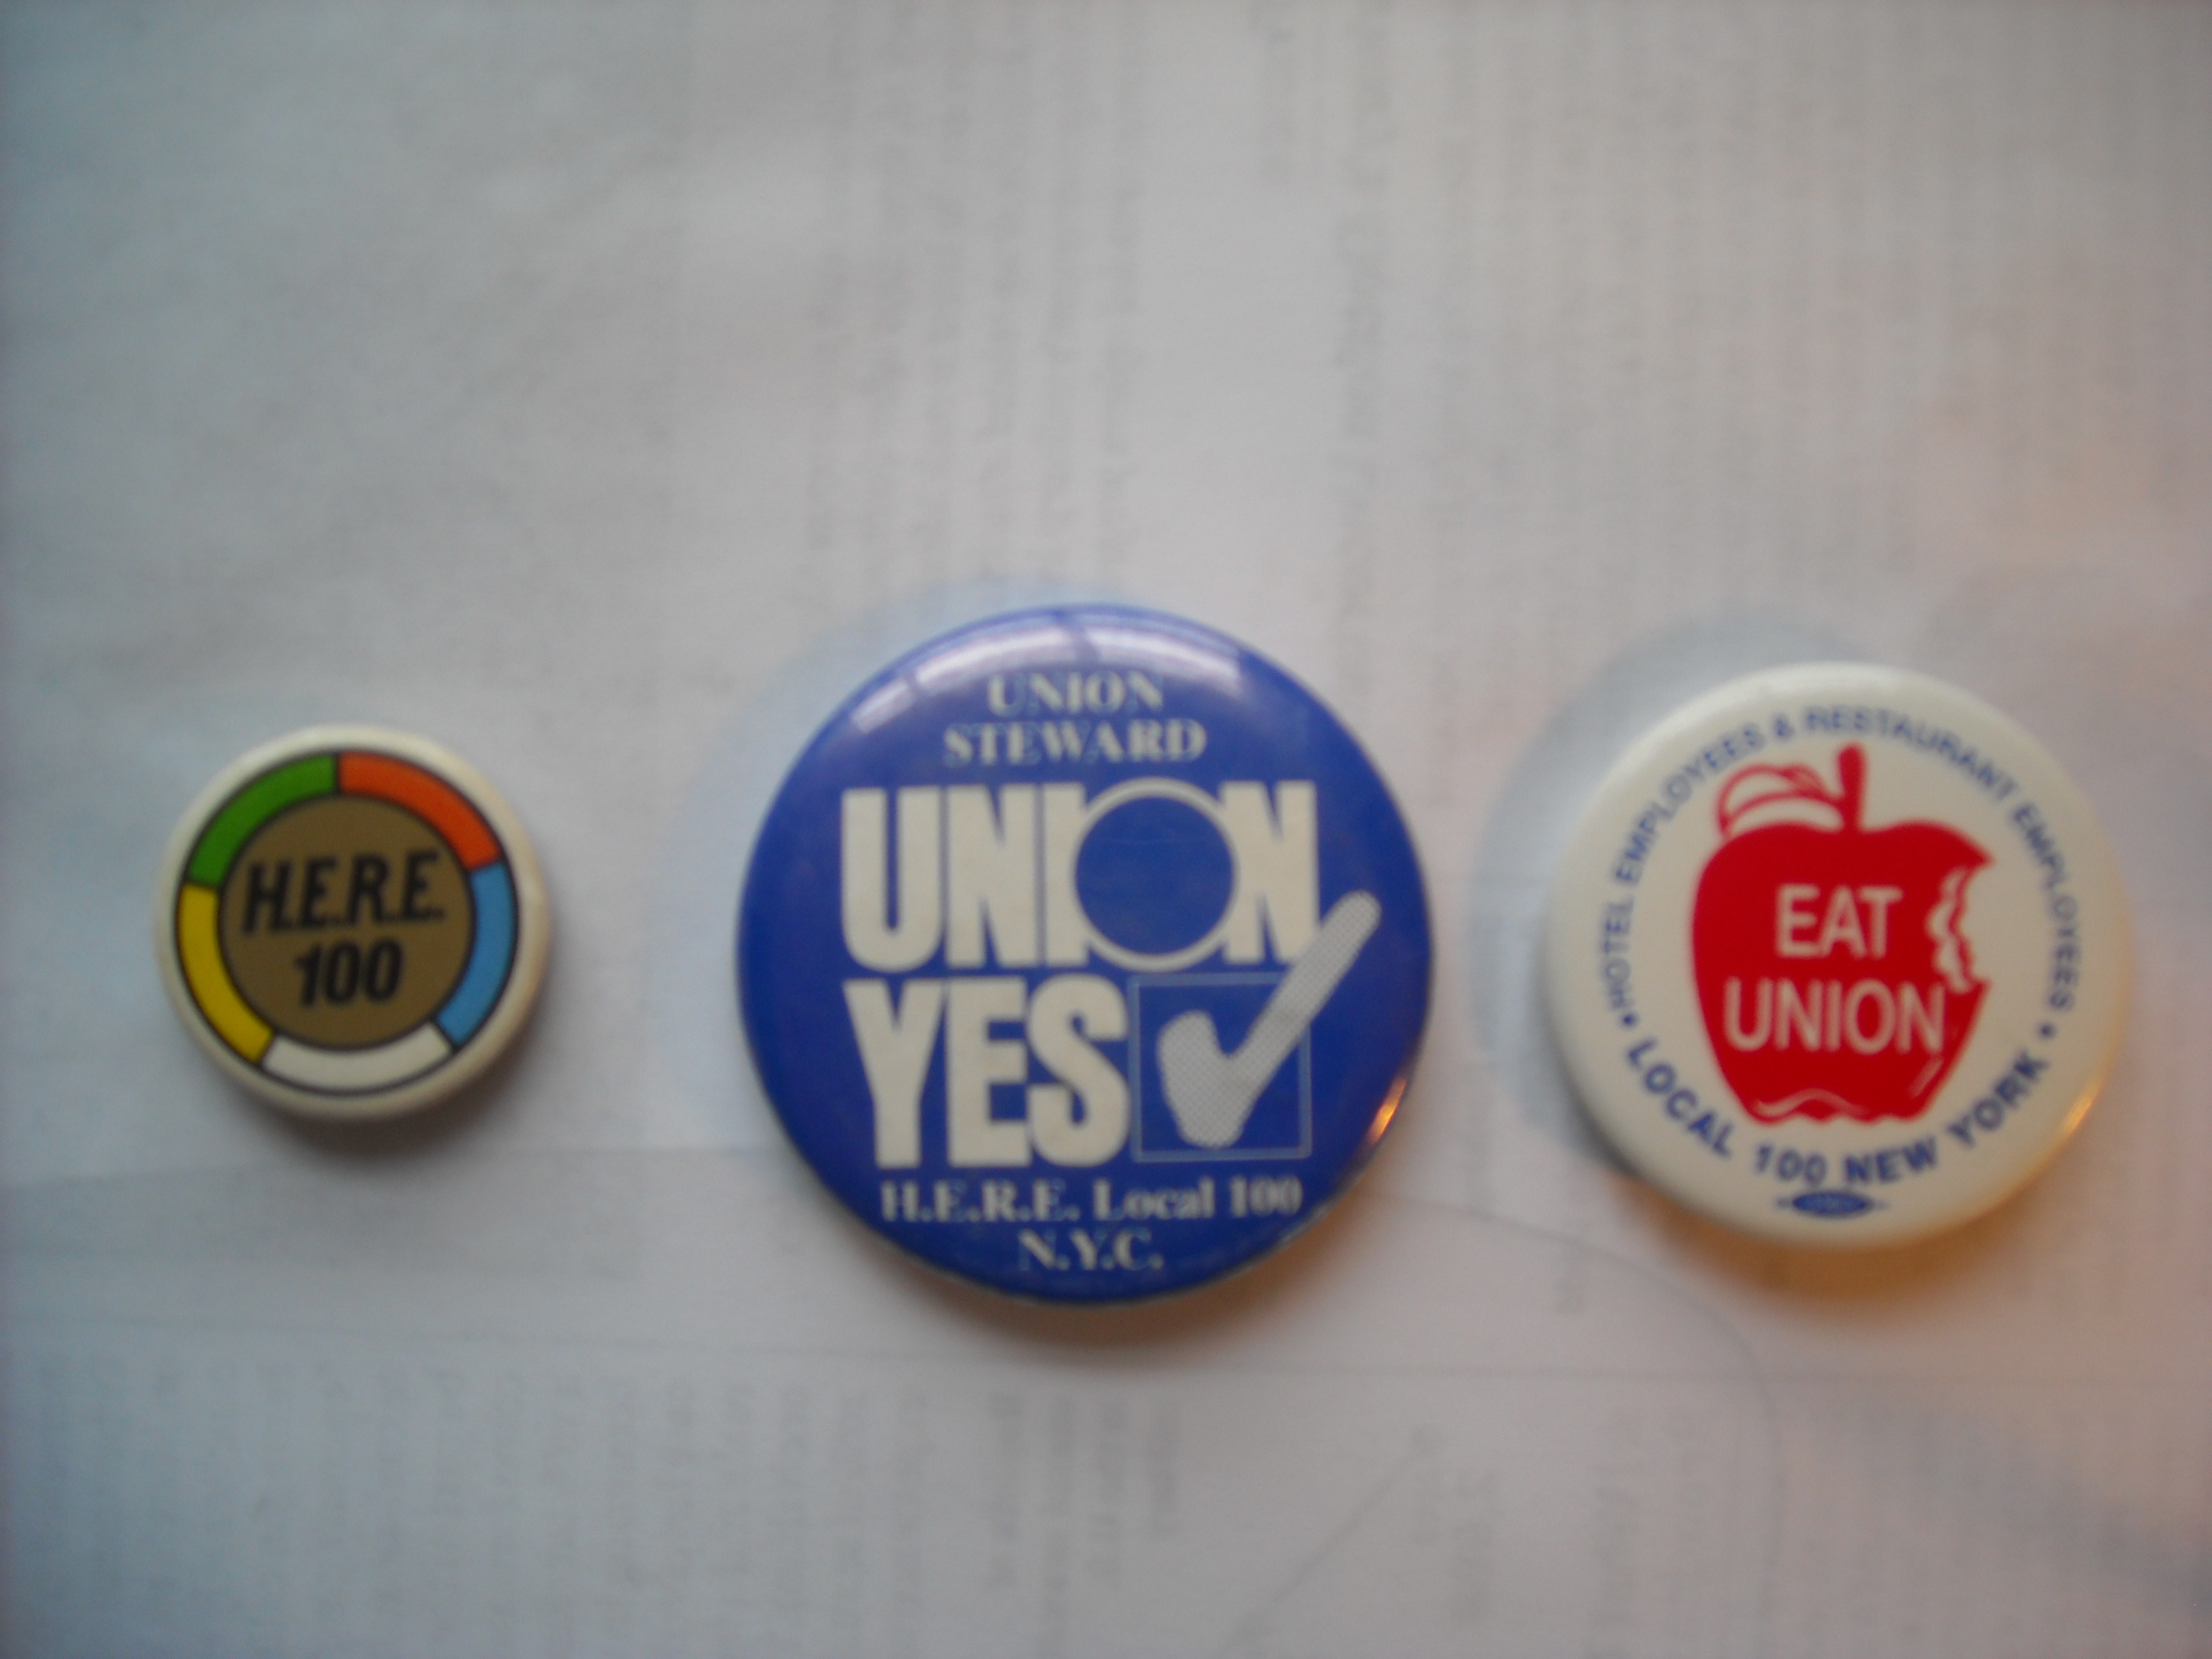 H.E.R.E.
100
UNION
STEWARD
UNION
YES
H.E.R.E. Local 100
N.Y.C.
•HOTEL EMPLOYEES & RESTAURANT EMPLOYEES•
EAT
UNION
LOCAL 100 NEW YORK